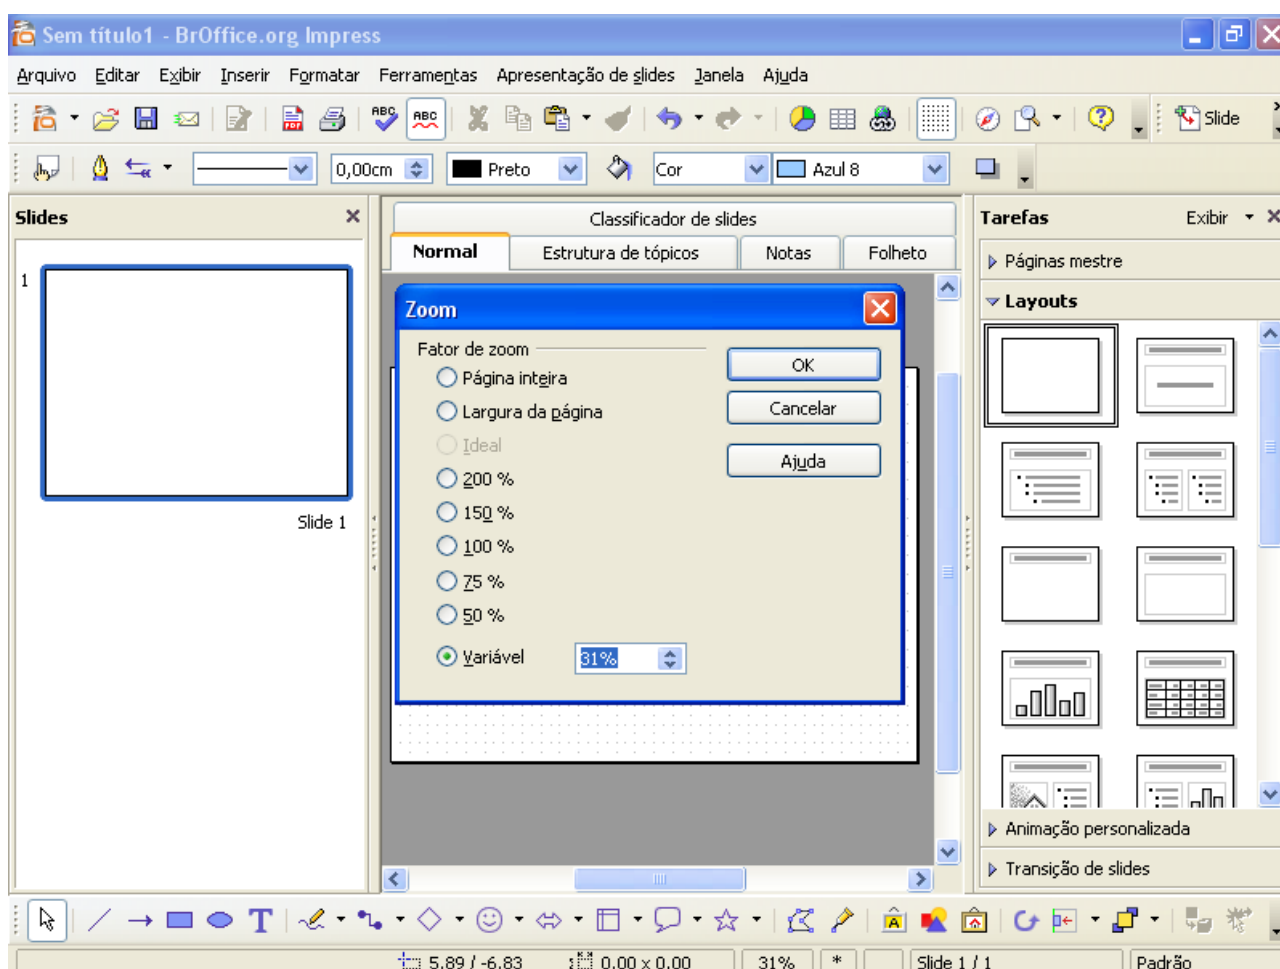 Sem título1 - BrOffice.org Impress
Arquivo Editar Exibir Inserir Formatar Ferramentas Apresentação de slides Janela Ajuda
ABC ABC Slide
0,00cm Preto Cor Azul 8
Slides
1
Slide 1
Classificador de slides
Normal Estrutura de tópicos Notas Folheto
Zoom
Fator de zoom
Página inteira
Largura da página
Ideal
200 %
150 %
100 %
75 %
50 %
Variável 31%
OK
Cancelar
Ajuda
Tarefas Exibir
Páginas mestre
Layouts
Animação personalizada
Transição de slides
5,89 / -6,83 0,00 x 0,00 31% * Slide 1 / 1 Padrão